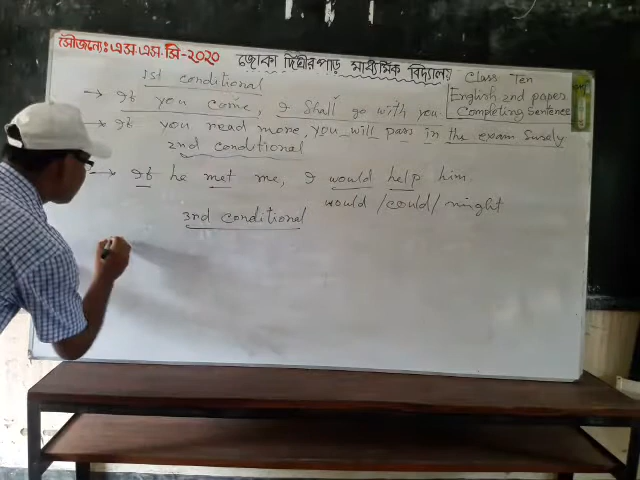 সৌজন্যে: এস.এস.সি-২০২০
জোকা দিঘীরপাড় মাধ্যমিক বিদ্যালয়
Class Ten
English 2nd paper
Completing Sentence
1st conditional
→ If you come, I shall go with you.
→ If you read more, you will pass in the exam surely
2nd conditional
→ If he met me, I would help him.
would /could/ might
3rd conditional